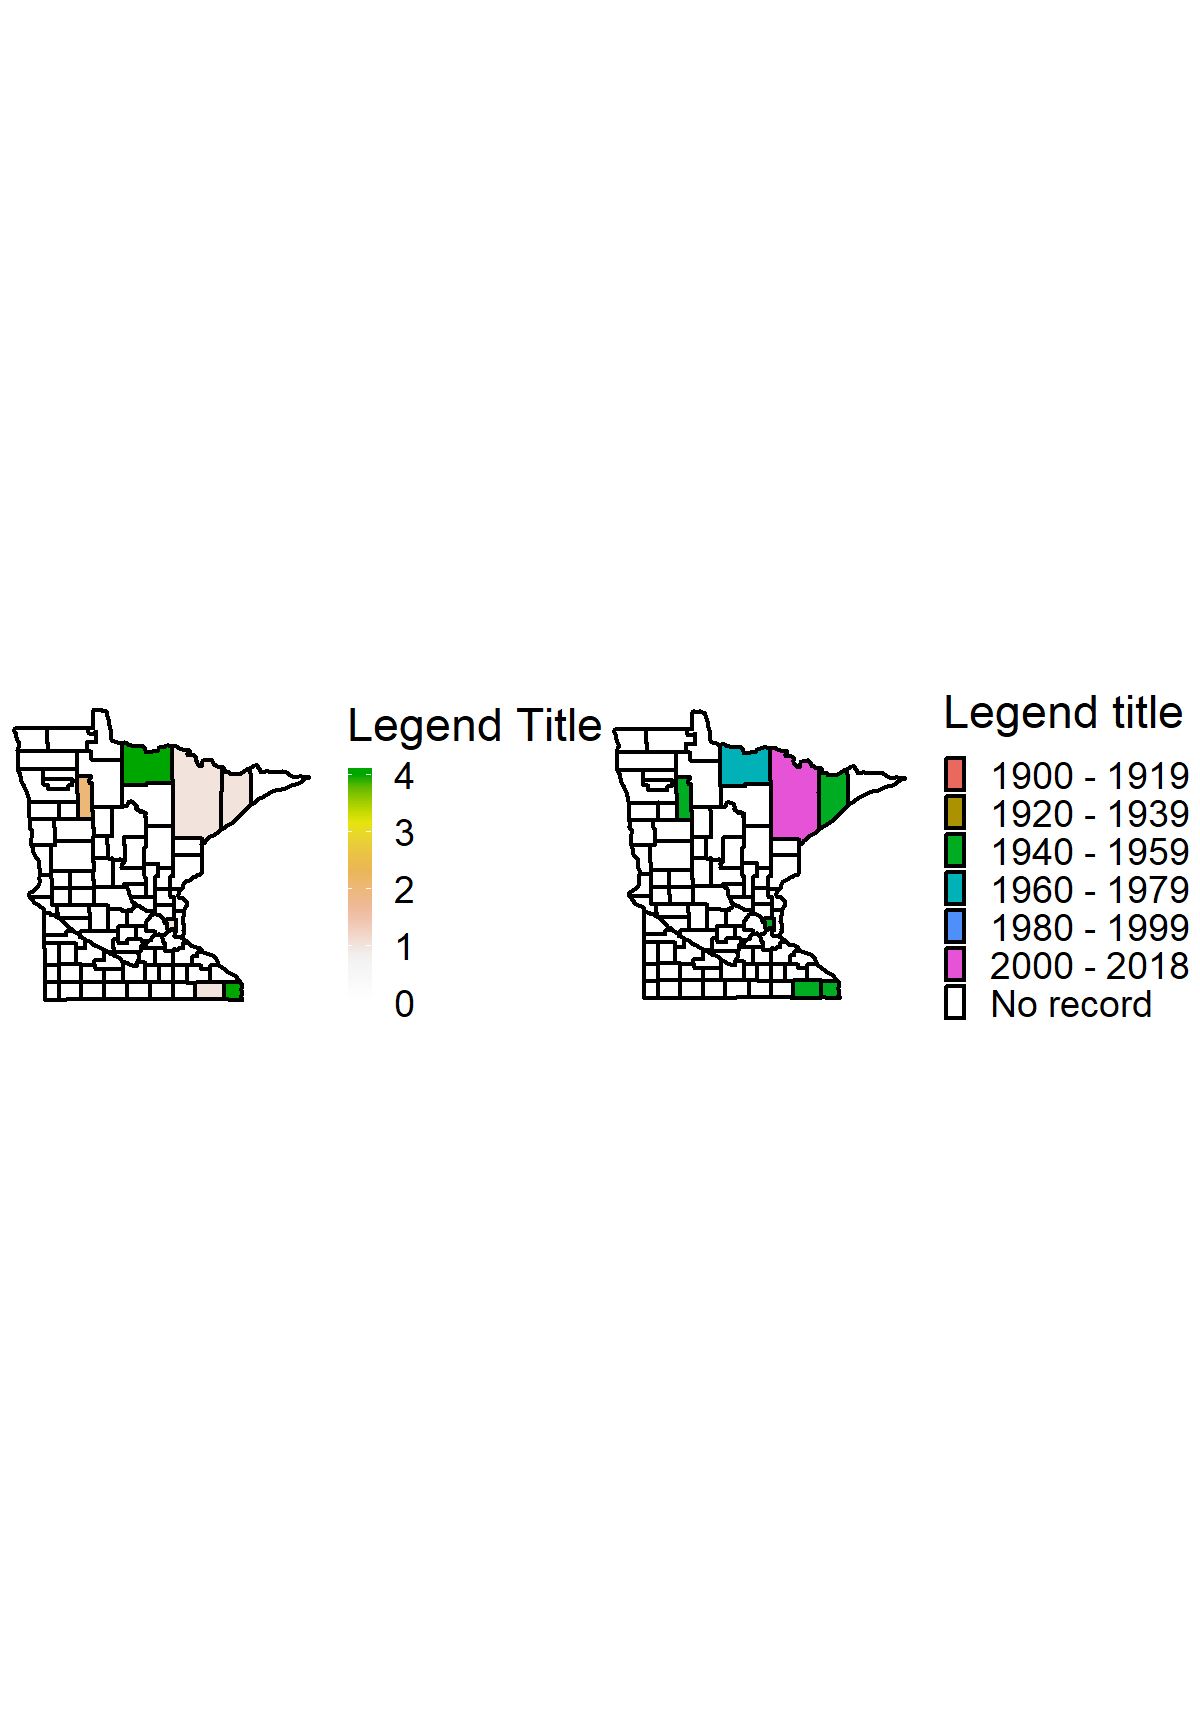 Legend Title
4
3
2
1
0
Legend title
1900 - 1919
1920 - 1939
1940 - 1959
1960 - 1979
1980 - 1999
2000 - 2018
No record